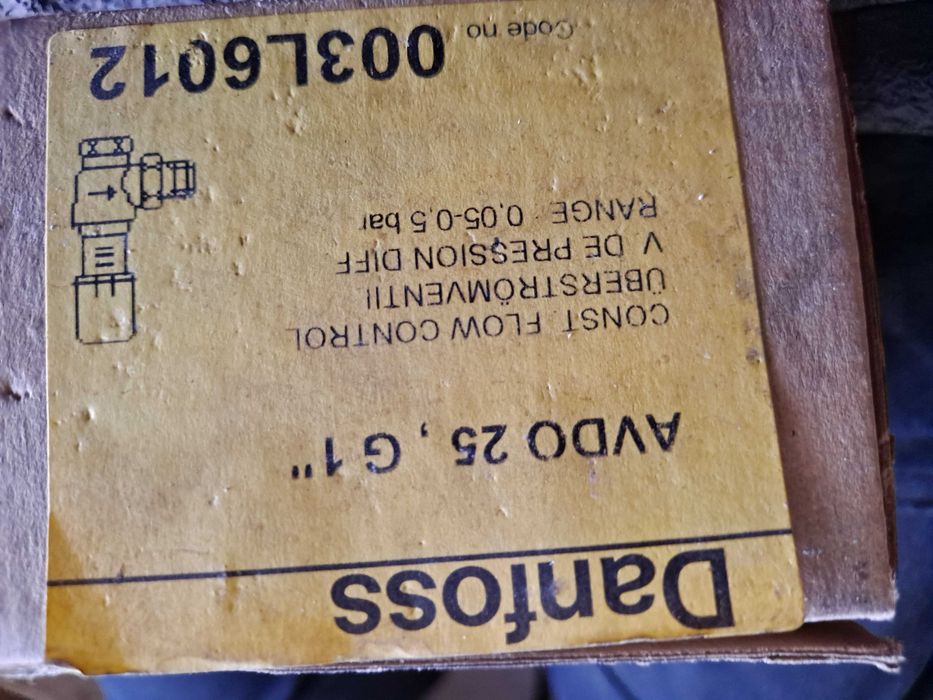 Danfoss
AVDO 25, G 1"
CONST. FLOW CONTROL
ÜBERSTRÖMVENTIL
V DE PRESSION DIFF
RANGE: 0,05-0,5 bar
Code no 003L6012